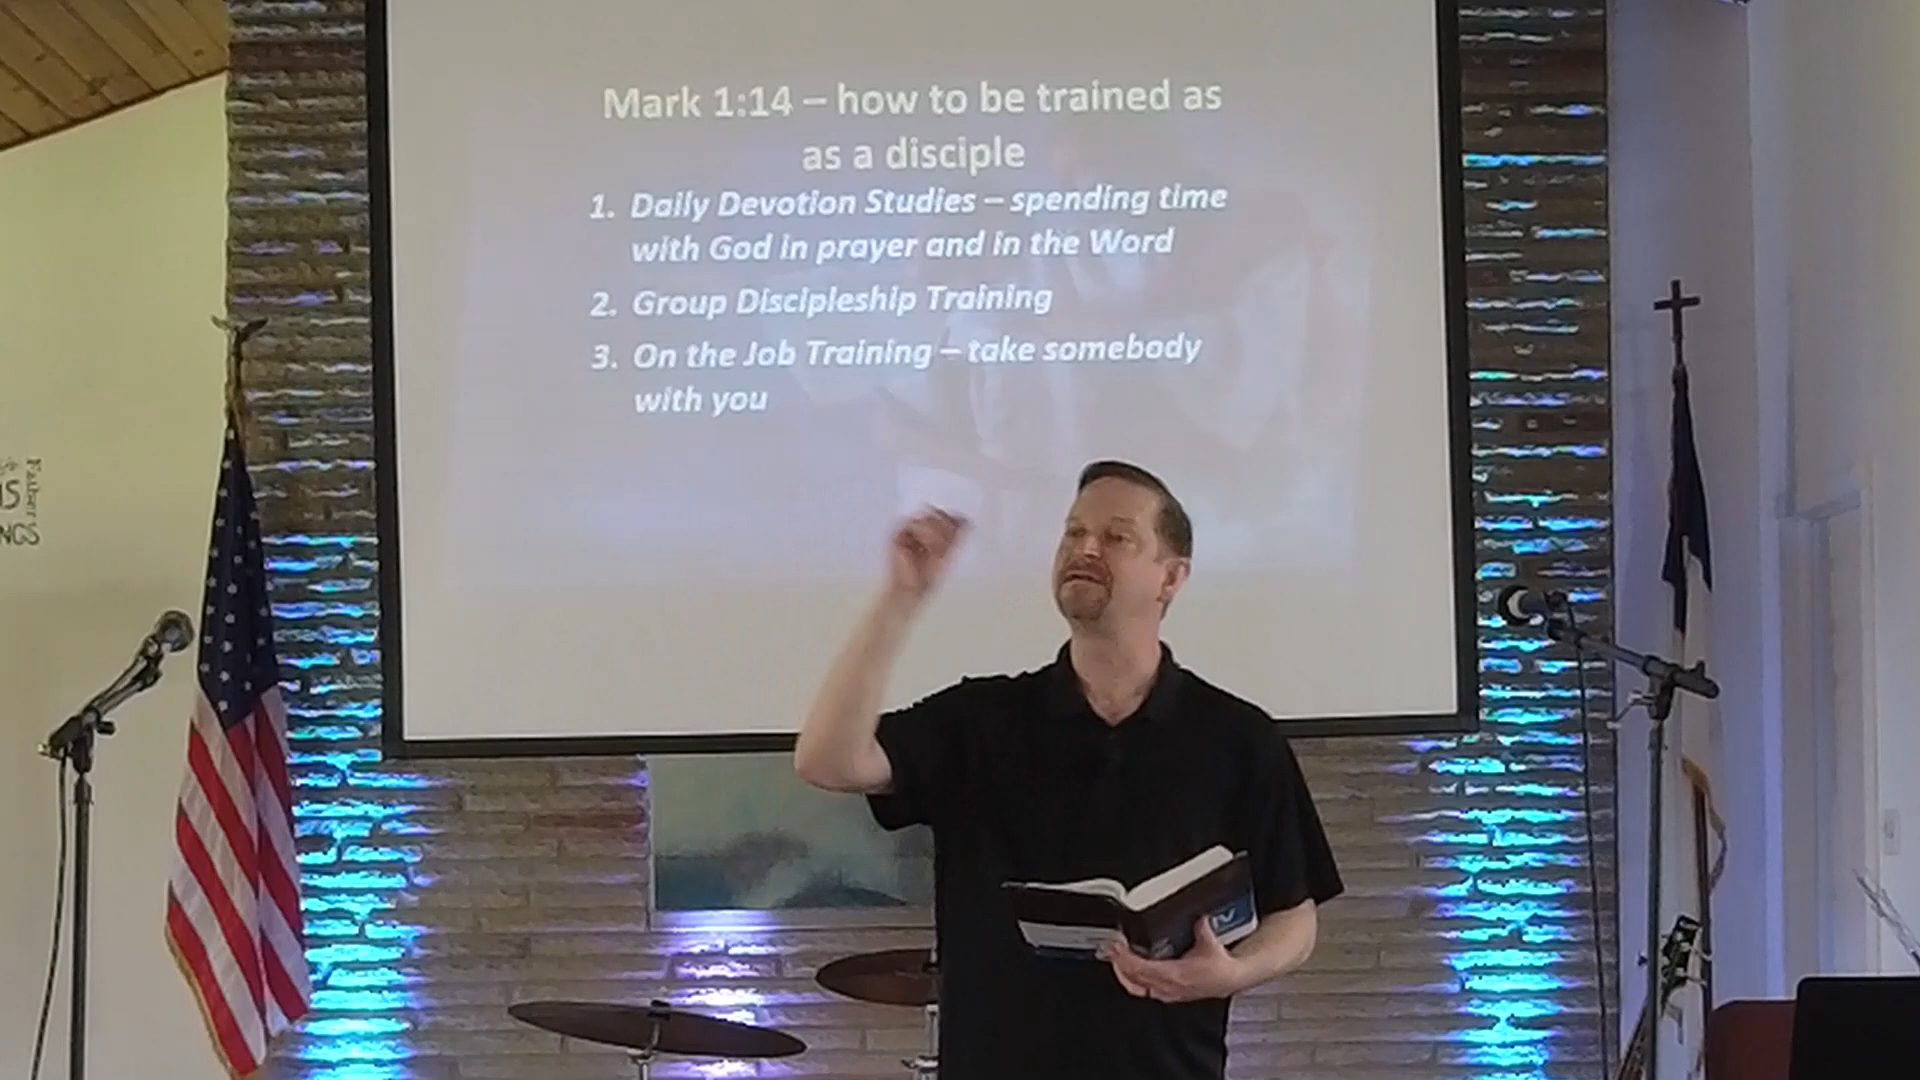 Mark 1:14 – how to be trained as
as a disciple
1. Daily Devotion Studies – spending time
with God in prayer and in the Word
2. Group Discipleship Training
3. On the Job Training – take somebody
with you
Father's